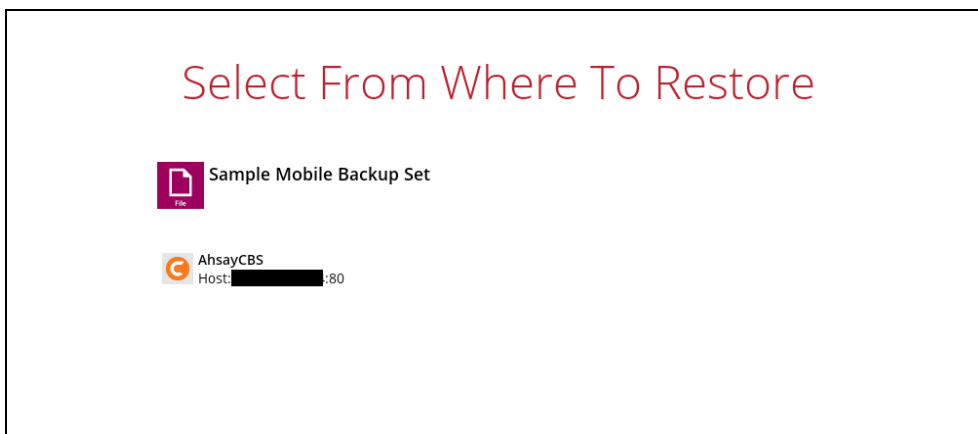 Select From Where To Restore
File
Sample Mobile Backup Set
AhsayCBS
Host: :80